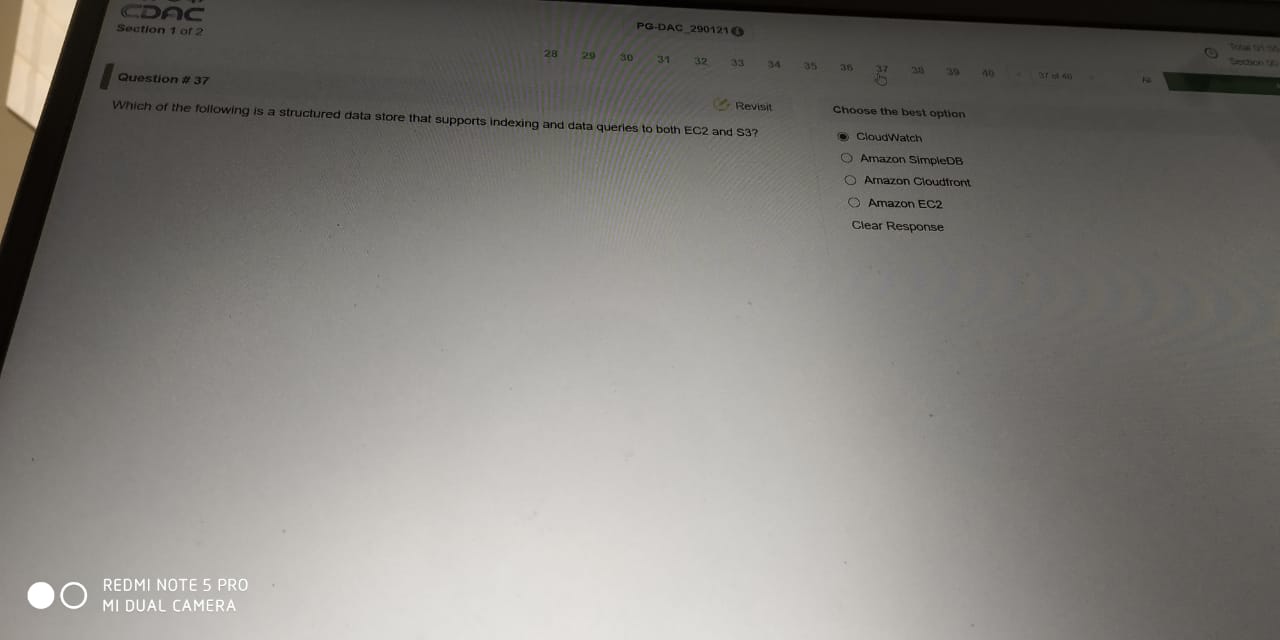 CDAC
Section 1 of 2
PG-DAC_290121
28 29 30 31 32 33 34 35 36 37 38 39 40 37 of 40
Question # 37
Revisit
Which of the following is a structured data store that supports indexing and data queries to both EC2 and S3?
Choose the best option
CloudWatch
Amazon SimpleDB
Amazon Cloudfront
Amazon EC2
Clear Response
REDMI NOTE 5 PRO
MI DUAL CAMERA